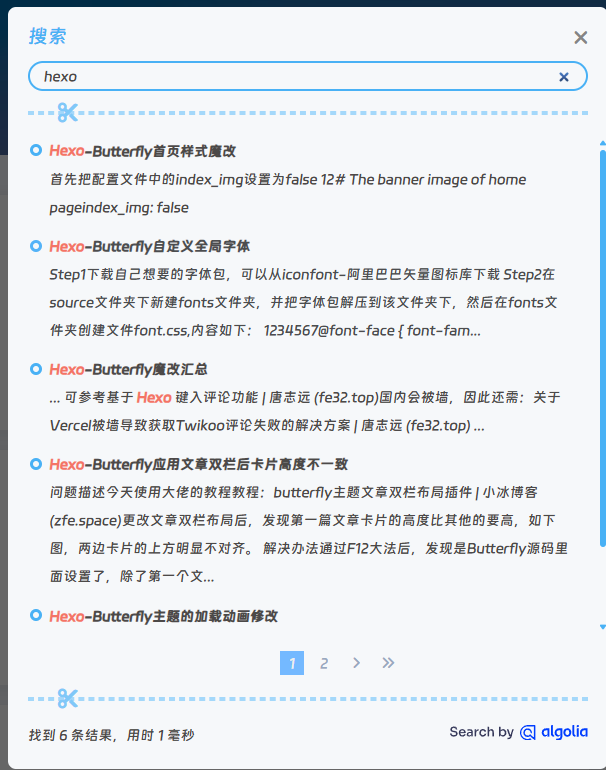 搜索
hexo
Hexo-Butterfly首页样式魔改
首先把配置文件中的index_img设置为false 12# The banner image of home
pageindex_img: false
Hexo-Butterfly自定义全局字体
Step1下载自己想要的字体包，可以从iconfont-阿里巴巴矢量图标库下载 Step2在
source文件夹下新建fonts文件夹，并把字体包解压到该文件夹下，然后在fonts文
件夹创建文件font.css,内容如下： 1234567@font-face { font-fam...
Hexo-Butterfly魔改汇总
... 可参考基于 Hexo 键入评论功能 | 唐志远 (fe32.top)国内会被墙，因此还需：关于
Vercel被墙导致获取Twikoo评论失败的解决方案 | 唐志远 (fe32.top) ...
Hexo-Butterfly应用文章双栏后卡片高度不一致
问题描述今天使用大佬的教程教程：butterfly主题文章双栏布局插件 | 小冰博客
(zfe.space)更改文章双栏布局后，发现第一篇文章卡片的高度比其他的要高，如下
图，两边卡片的上方明显不对齐。 解决办法通过F12大法后，发现是Butterfly源码里
面设置了，除了第一个文...
Hexo-Butterfly主题的加载动画修改
1 2
找到 6 条结果，用时 1 毫秒
Search by algolia